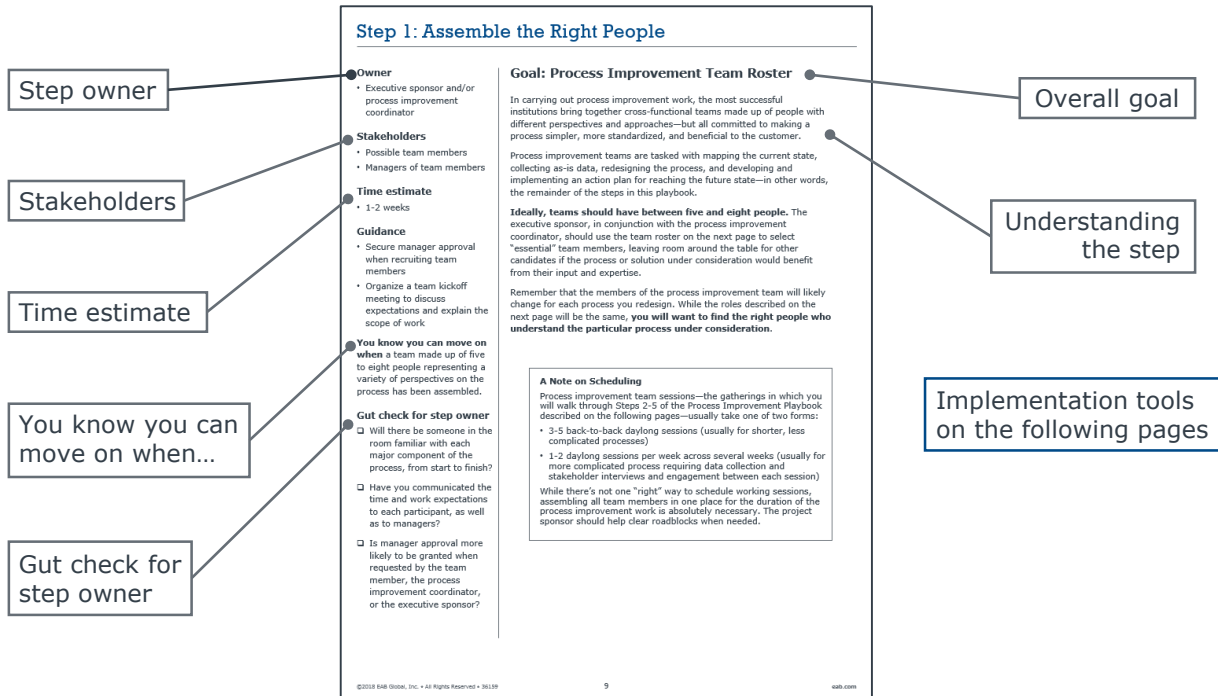 Step owner
Stakeholders
Time estimate
You know you can
move on when…
Gut check for
step owner
Step 1: Assemble the Right People
Owner
• Executive sponsor and/or
process improvement
coordinator
Stakeholders
• Possible team members
• Managers of team members
Time estimate
• 1-2 weeks
Guidance
• Secure manager approval
when recruiting team
members
• Organize a team kickoff
meeting to discuss
expectations and explain the
scope of work
You know you can move on
when a team made up of five
to eight people representing a
variety of perspectives on the
process has been assembled.
Gut check for step owner
❑ Will there be someone in the
room familiar with each
major component of the
process, from start to finish?
❑ Have you communicated the
time and work expectations
to each participant, as well
as to managers?
❑ Is manager approval more
likely to be granted when
requested by the team
member, the process
improvement coordinator,
or the executive sponsor?
Goal: Process Improvement Team Roster
In carrying out process improvement work, the most successful
institutions bring together cross-functional teams made up of people with
different perspectives and approaches—but all committed to making a
process simpler, more standardized, and beneficial to the customer.
Process improvement teams are tasked with mapping the current state,
collecting as-is data, redesigning the process, and developing and
implementing an action plan for reaching the future state—in other words,
the remainder of the steps in this playbook.
Ideally, teams should have between five and eight people. The
executive sponsor, in conjunction with the process improvement
coordinator, should use the team roster on the next page to select
“essential” team members, leaving room around the table for other
candidates if the process or solution under consideration would benefit
from their input and expertise.
Remember that the members of the process improvement team will likely
change for each process you redesign. While the roles described on the
next page will be the same, you will want to find the right people who
understand the particular process under consideration.
A Note on Scheduling
Process improvement team sessions—the gatherings in which you
will walk through Steps 2-5 of the Process Improvement Playbook
described on the following pages—usually take one of two forms:
• 3-5 back-to-back daylong sessions (usually for shorter, less
complicated processes)
• 1-2 daylong sessions per week across several weeks (usually for
more complicated process requiring data collection and
stakeholder interviews and engagement between each session)
While there’s not one “right” way to schedule working sessions,
assembling all team members in one place for the duration of the
process improvement work is absolutely necessary. The project
sponsor should help clear roadblocks when needed.
©2018 EAB Global, Inc. • All Rights Reserved • 36139
9
eab.com
Overall goal
Understanding
the step
Implementation tools
on the following pages